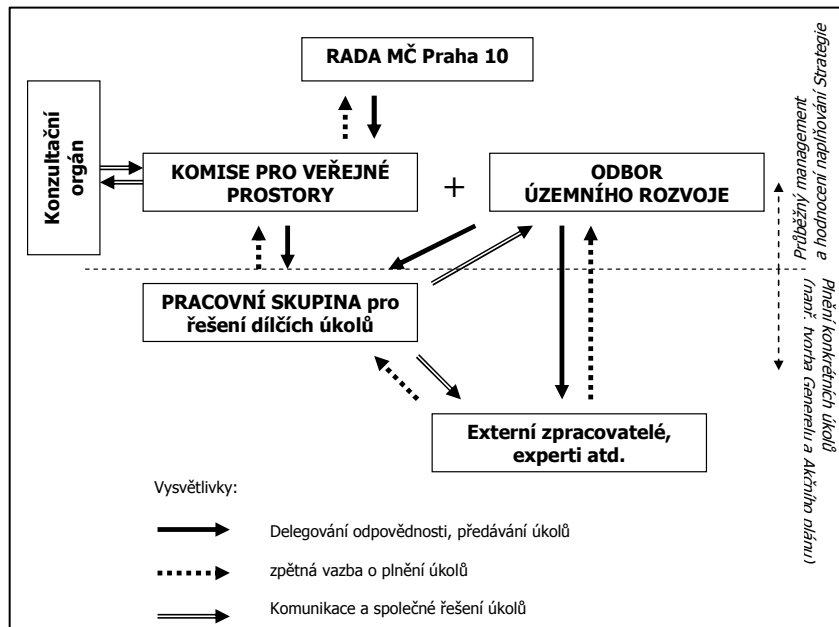 RADA MČ Praha 10
Konzultační
orgán
KOMISE PRO VEŘEJNÉ
PROSTORY
+
ODBOR
ÚZEMNÍHO ROZVOJE
Průběžný management
a hodnocení naplňování Strategie
PRACOVNÍ SKUPINA pro
řešení dílčích úkolů
Plnění konkrétních úkolů
(např. tvorba Generelu a Akčního plánu)
Externí zpracovatelé,
experti atd.
Vysvětlivky:
Delegování odpovědnosti, předávání úkolů
zpětná vazba o plnění úkolů
Komunikace a společné řešení úkolů